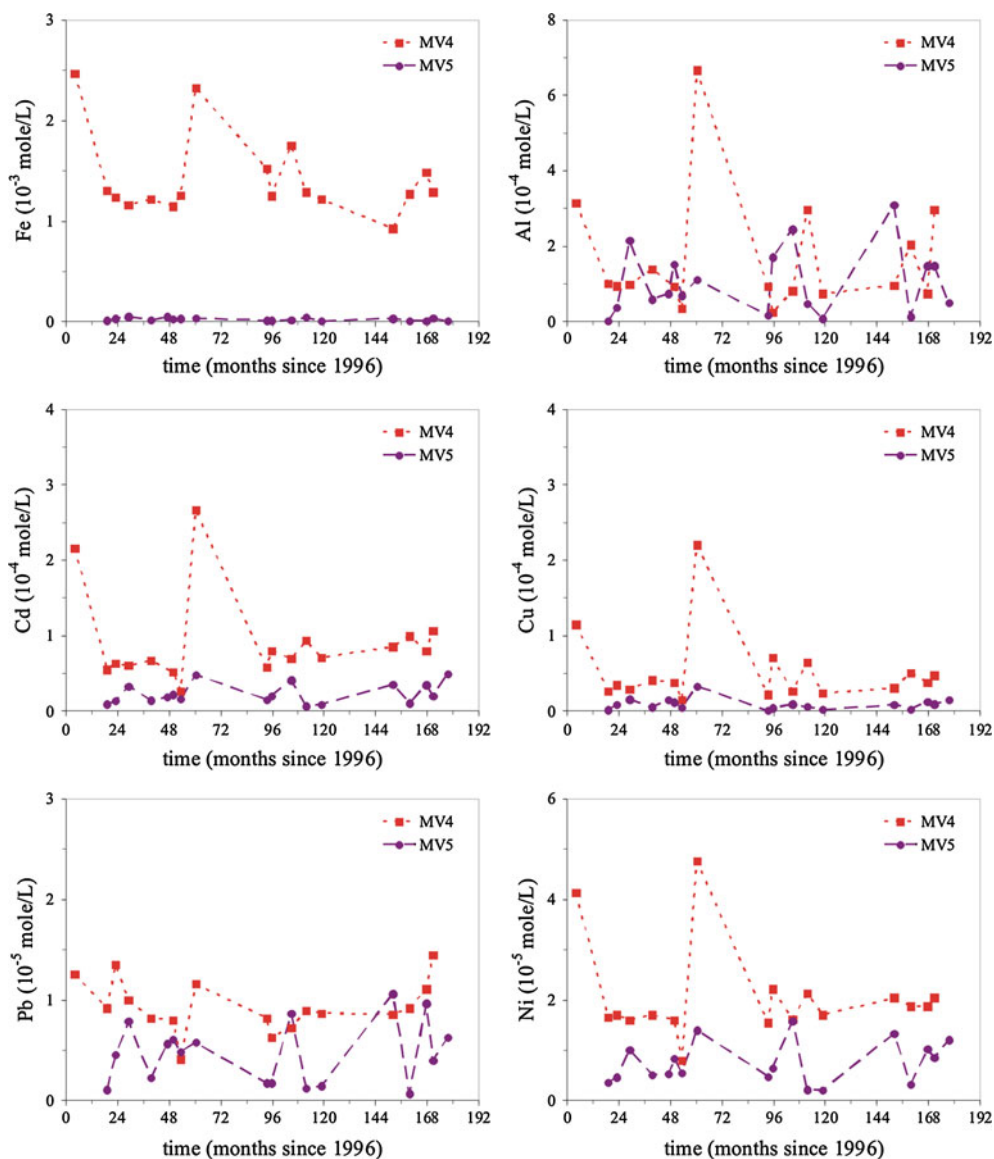 3
2
1
0
Fe (10⁻³ mole/L)
MV4
MV5
0 24 48 72 96 120 144 168 192
time (months since 1996)
8
6
4
2
0
Al (10⁻⁴ mole/L)
MV4
MV5
0 24 48 72 96 120 144 168 192
time (months since 1996)
4
3
2
1
0
Cd (10⁻⁴ mole/L)
MV4
MV5
0 24 48 72 96 120 144 168 192
time (months since 1996)
4
3
2
1
0
Cu (10⁻⁴ mole/L)
MV4
MV5
0 24 48 72 96 120 144 168 192
time (months since 1996)
3
2
1
0
Pb (10⁻⁵ mole/L)
MV4
MV5
0 24 48 72 96 120 144 168 192
time (months since 1996)
6
4
2
0
Ni (10⁻⁵ mole/L)
MV4
MV5
0 24 48 72 96 120 144 168 192
time (months since 1996)